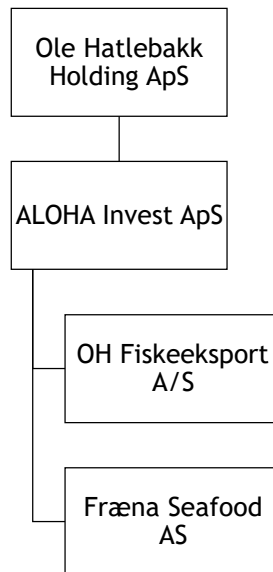 Ole Hatlebakk
Holding ApS
ALOHA Invest ApS
OH Fiskeeksport
A/S
Fræna Seafood
AS